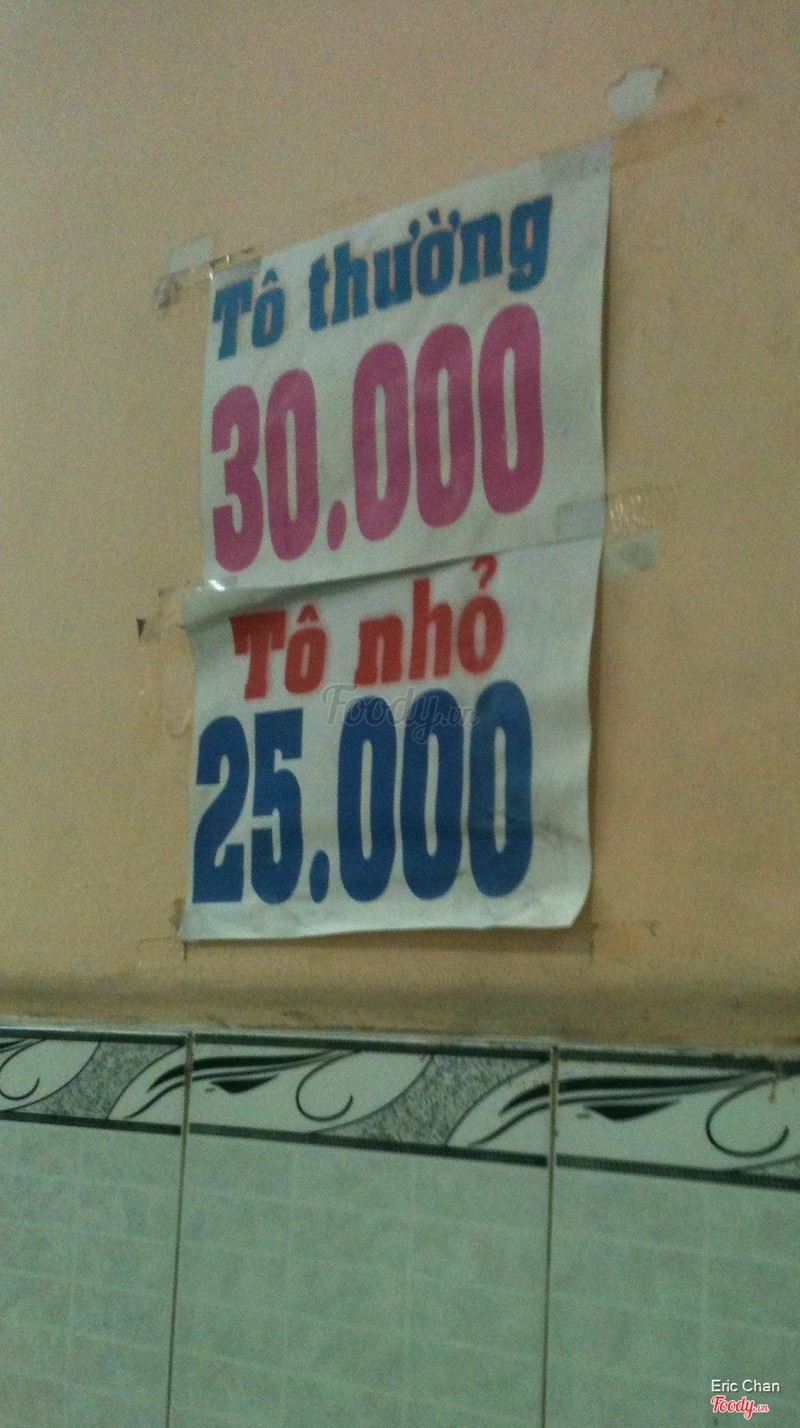 Tô thường
30.000
Tô nhỏ
25.000
Foody.vn
Eric Chan
Foody.vn